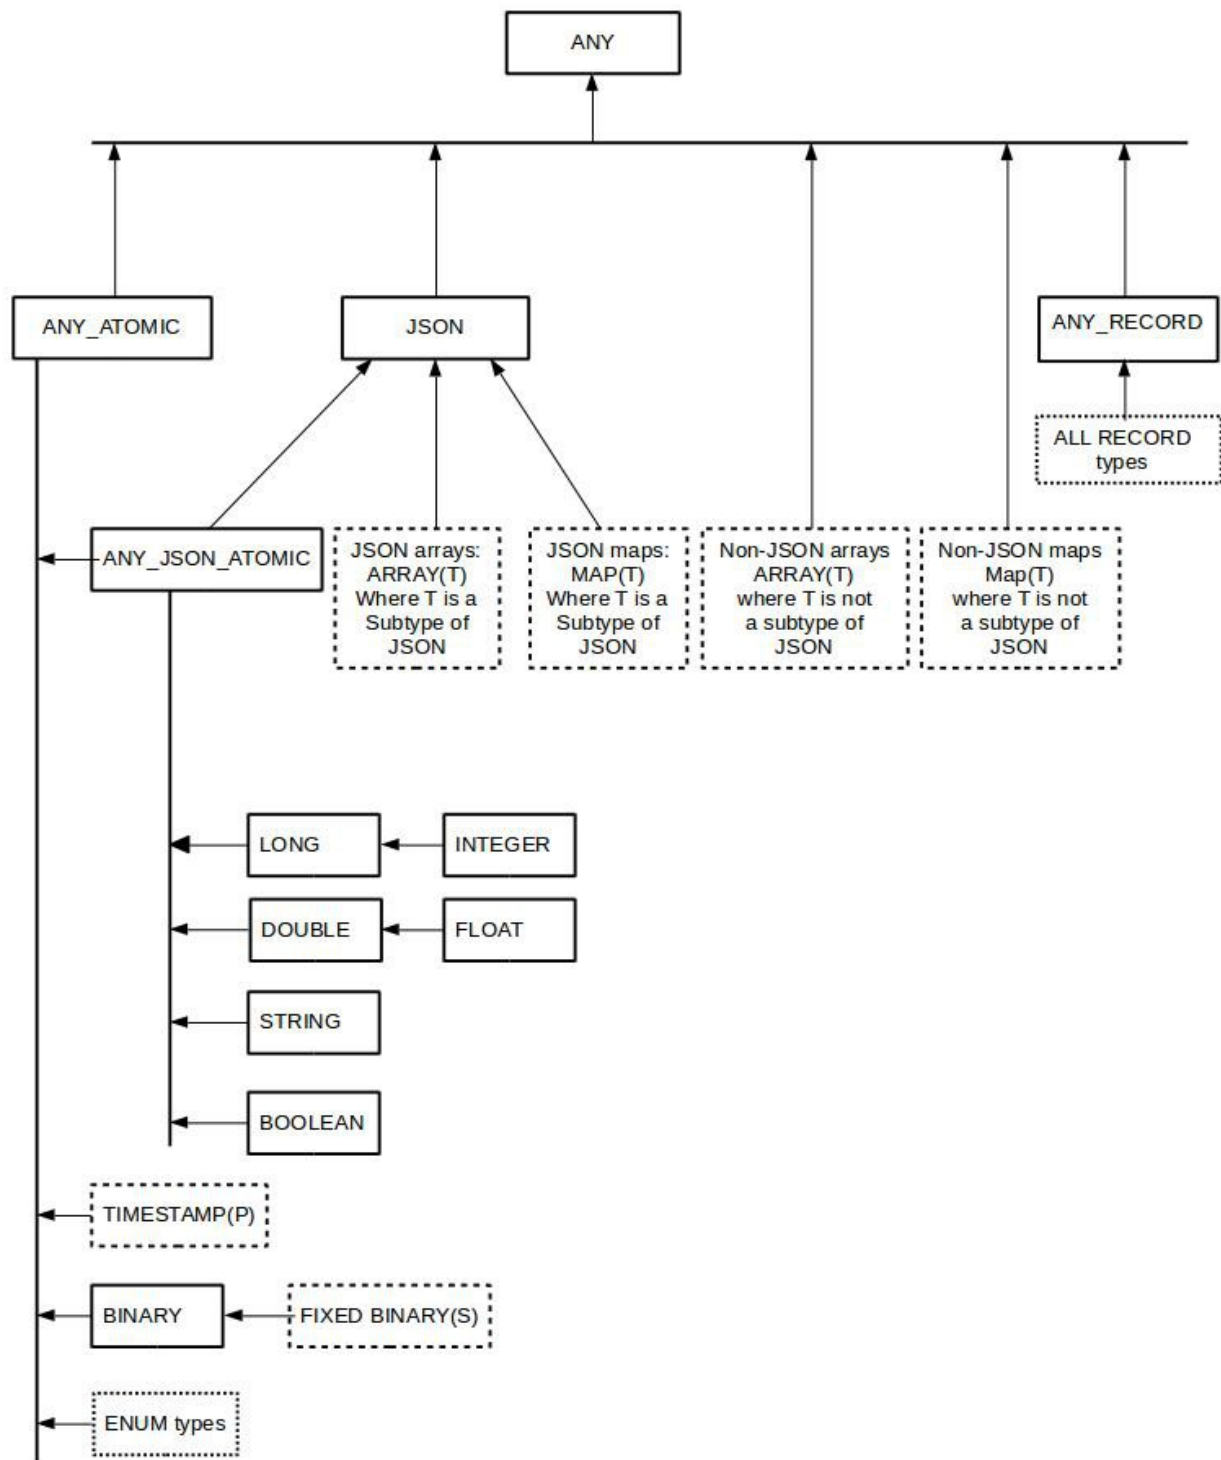 ANY
ANY_ATOMIC
JSON
ANY_RECORD
ALL RECORD
types
ANY_JSON_ATOMIC
JSON arrays:
ARRAY(T)
Where T is a
Subtype of
JSON
JSON maps:
MAP(T)
Where T is a
Subtype of
JSON
Non-JSON arrays
ARRAY(T)
where T is not
a subtype of
JSON
Non-JSON maps
Map(T)
where T is not
a subtype of
JSON
LONG
INTEGER
DOUBLE
FLOAT
STRING
BOOLEAN
TIMESTAMP(P)
BINARY
FIXED BINARY(S)
ENUM types